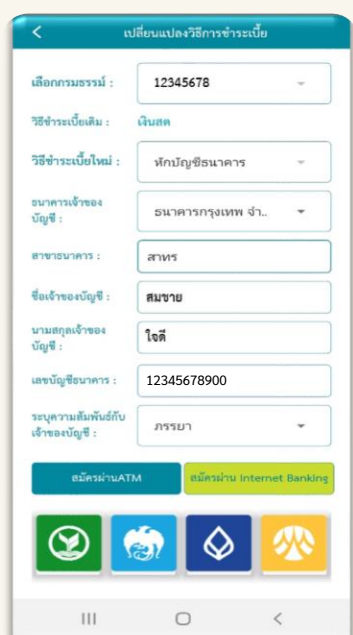 เปลี่ยนแปลงวิธีการชำระเบี้ย
เลือกกรมธรรม์ : 12345678
วิธีชำระเบี้ยเดิม : เงินสด
วิธีชำระเบี้ยใหม่ : หักบัญชีธนาคาร
ธนาคารเจ้าของ
บัญชี : ธนาคารกรุงเทพ จำ..
สาขาธนาคาร : สาทร
ชื่อเจ้าของบัญชี : สมชาย
นามสกุลเจ้าของ
บัญชี : ใจดี
เลขบัญชีธนาคาร : 12345678900
ระบุความสัมพันธ์กับ
เจ้าของบัญชี : ภรรยา
สมัครผ่านATM สมัครผ่าน Internet Banking